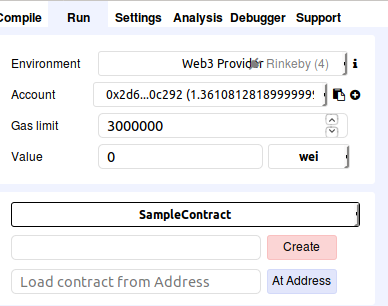 Compile Run Settings Analysis Debugger Support
Environment Web3 Provider Rinkeby (4) i
Account 0x2d6...0c292 (1.3610812818999999
Gas limit 3000000
Value 0 wei
SampleContract
Create
Load contract from Address At Address